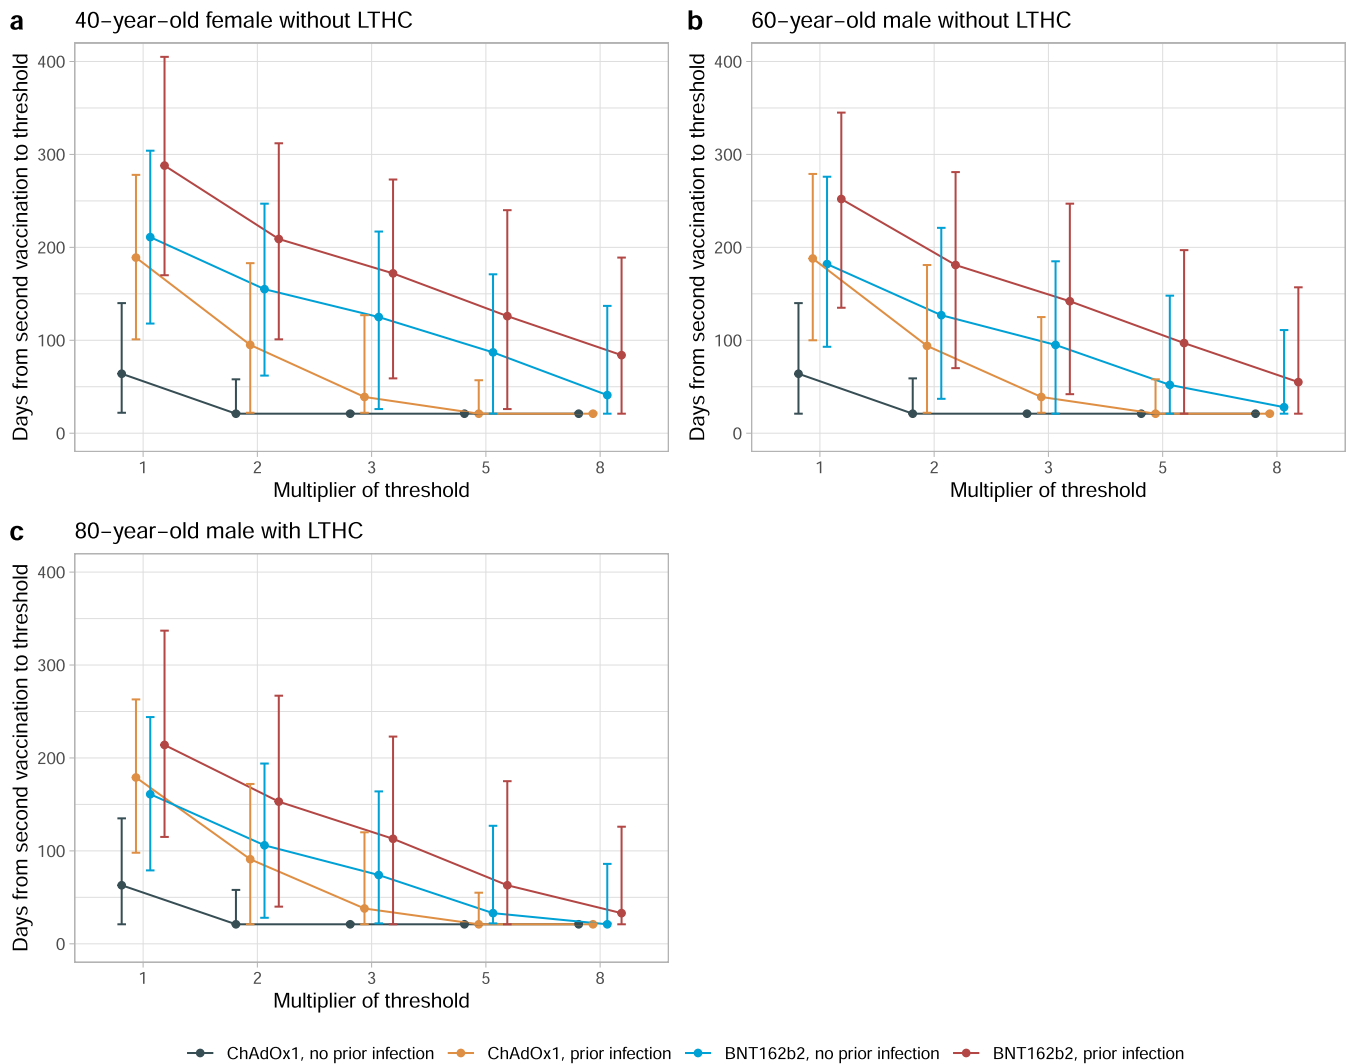 a 40−year−old female without LTHC
Days from second vaccination to threshold
400
300
200
100
0
1 2 3 5 8
Multiplier of threshold
b 60−year−old male without LTHC
Days from second vaccination to threshold
400
300
200
100
0
1 2 3 5 8
Multiplier of threshold
c 80−year−old male with LTHC
Days from second vaccination to threshold
400
300
200
100
0
1 2 3 5 8
Multiplier of threshold
ChAdOx1, no prior infection ChAdOx1, prior infection BNT162b2, no prior infection BNT162b2, prior infection